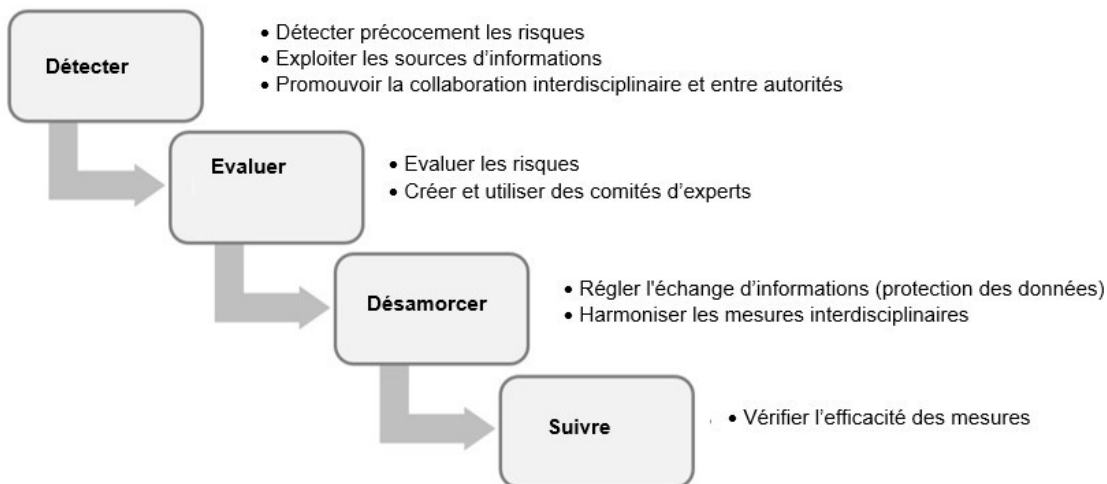 Détecter
• Détecter précocement les risques
• Exploiter les sources d’informations
• Promouvoir la collaboration interdisciplinaire et entre autorités
Evaluer
• Evaluer les risques
• Créer et utiliser des comités d’experts
Désamorcer
• Régler l'échange d’informations (protection des données)
• Harmoniser les mesures interdisciplinaires
Suivre
• Vérifier l’efficacité des mesures